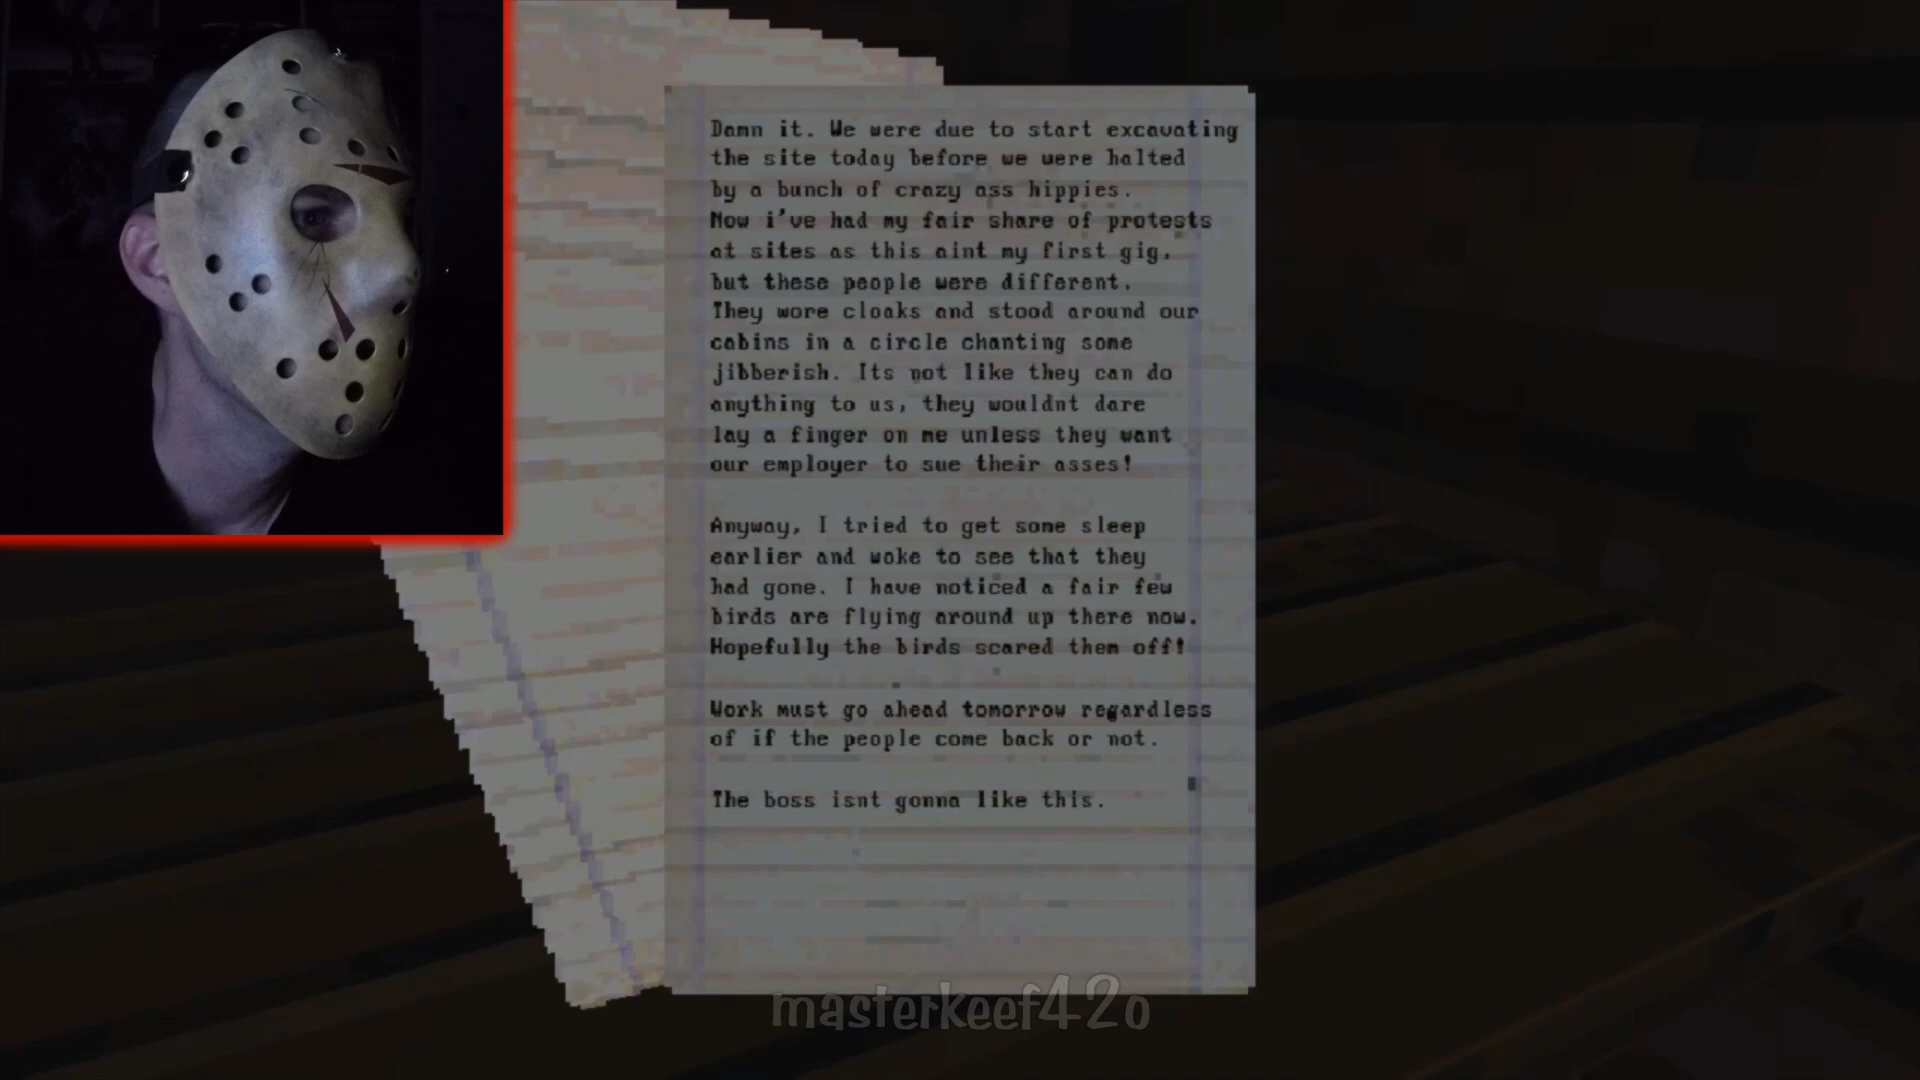 Damn it. We were due to start excavating
the site today before we were halted
by a bunch of crazy ass hippies.
Now i've had my fair share of protests
at sites as this aint my first gig,
but these people were different.
They wore cloaks and stood around our
cabins in a circle chanting some
jibberish. Its not like they can do
anything to us, they wouldnt dare
lay a finger on me unless they want
our employer to sue their asses!
Anyway, I tried to get some sleep
earlier and woke to see that they
had gone. I have noticed a fair few
birds are flying around up there now.
Hopefully the birds scared them off!
Work must go ahead tomorrow regardless
of if the people come back or not.
The boss isnt gonna like this.
masterkeef420